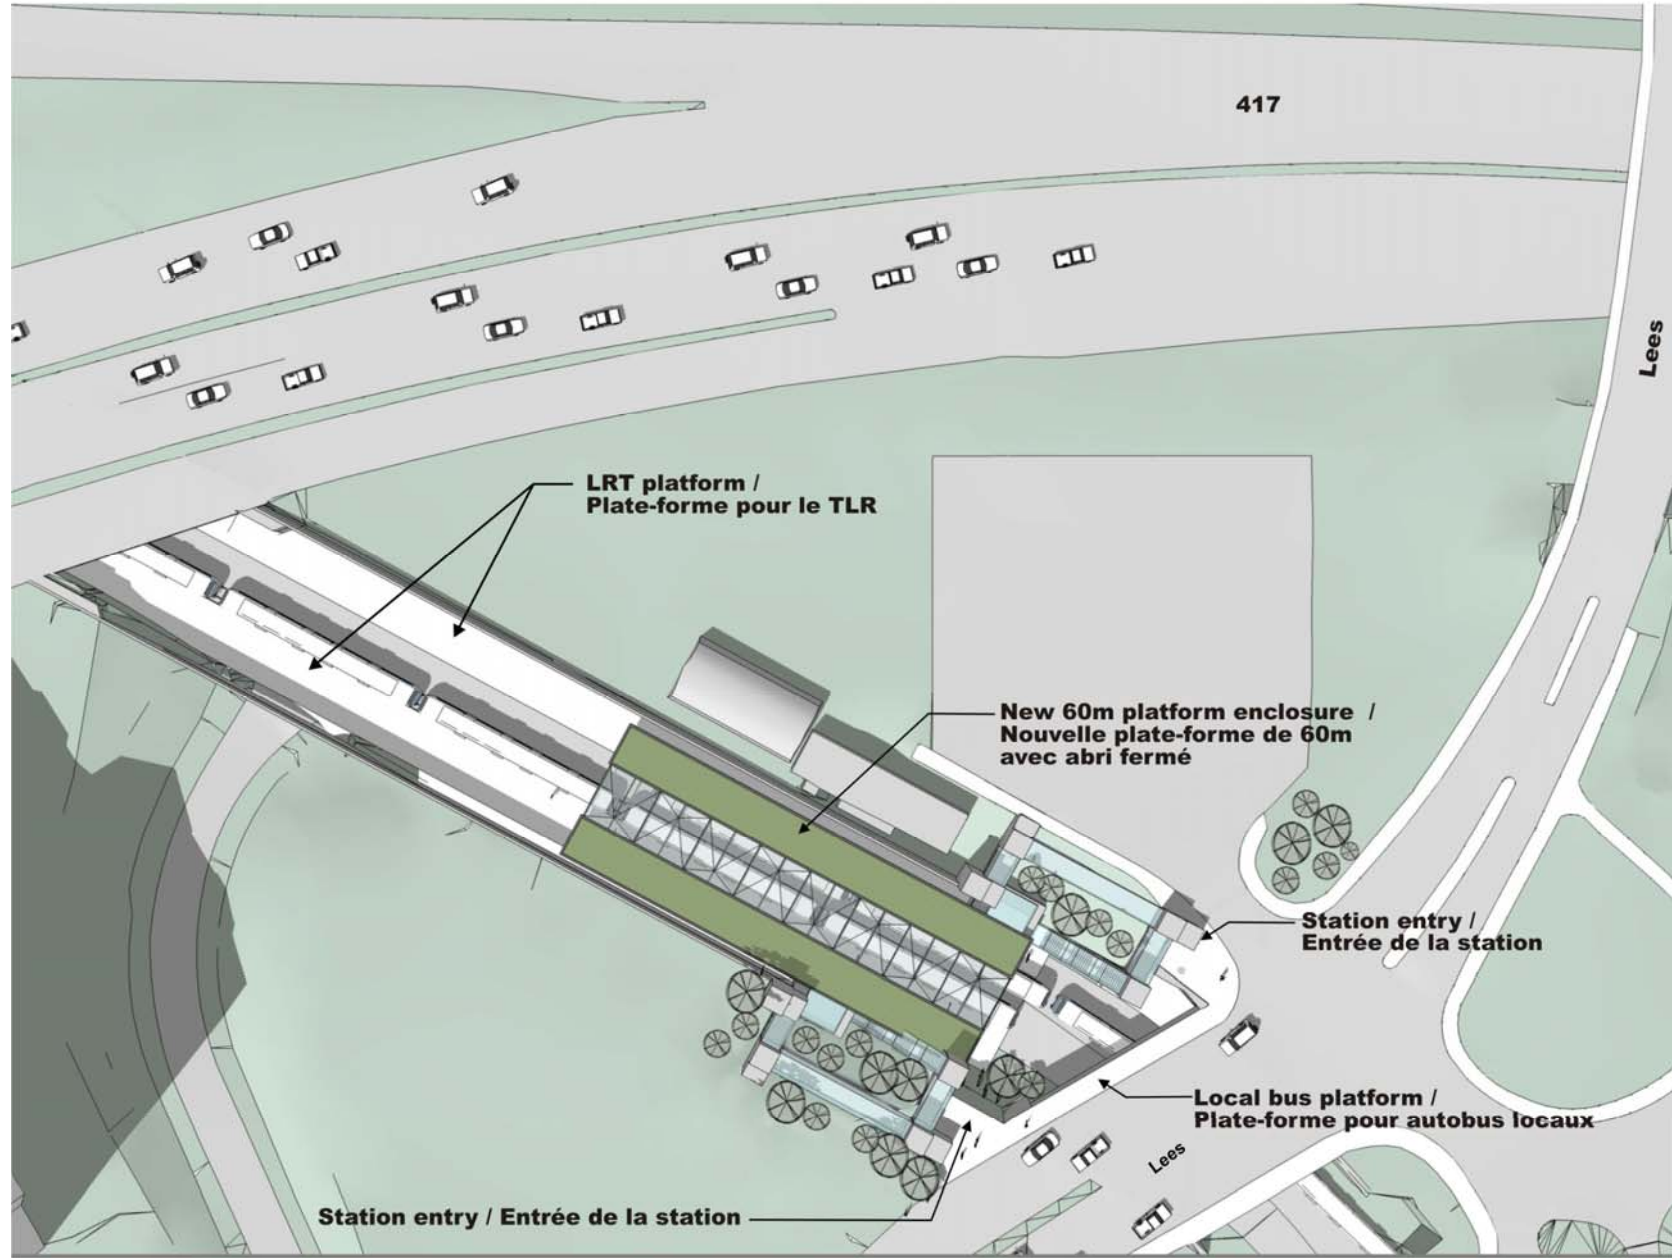 417
Lees
LRT platform /
Plate-forme pour le TLR
New 60m platform enclosure /
Nouvelle plate-forme de 60m
avec abri fermé
Station entry /
Entrée de la station
Local bus platform /
Plate-forme pour autobus locaux
Lees
Station entry / Entrée de la station